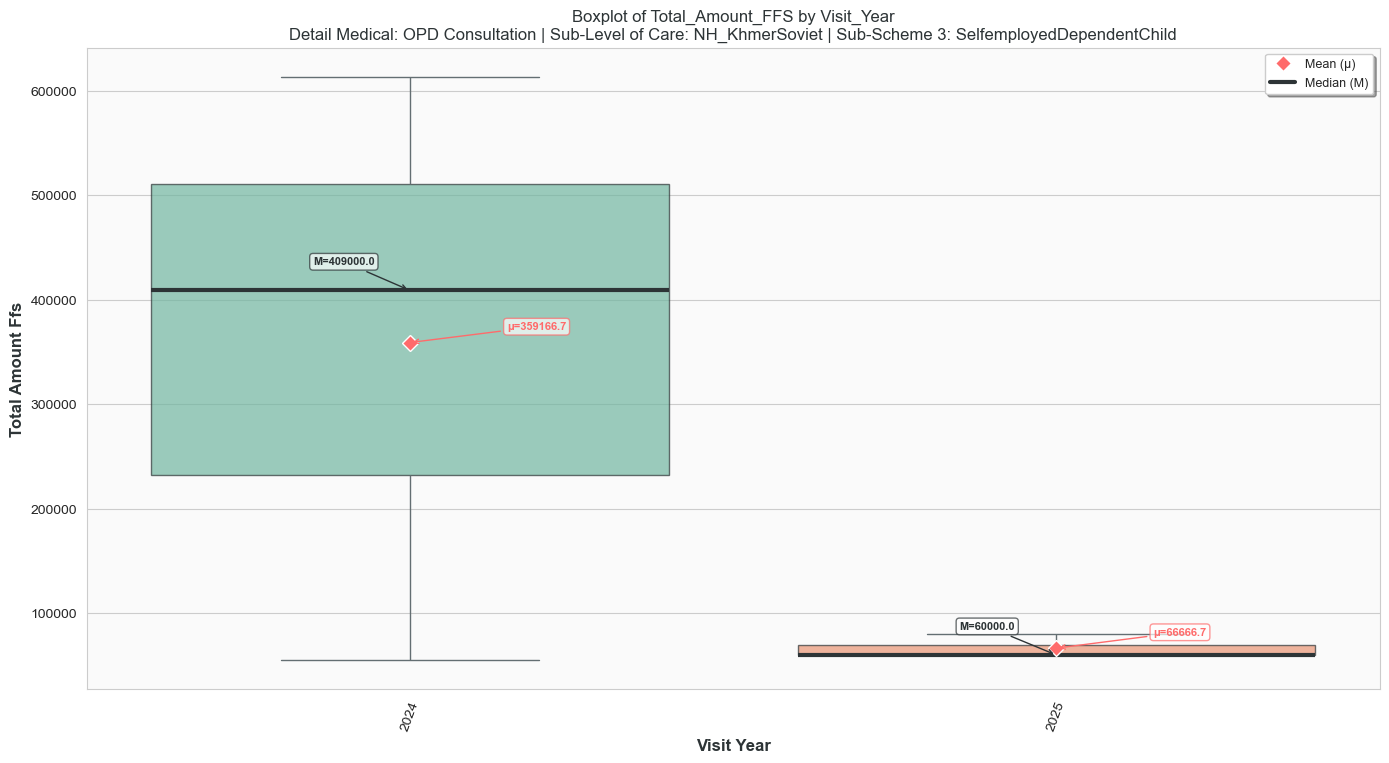 Boxplot of Total_Amount_FFS by Visit_Year
Detail Medical: OPD Consultation | Sub-Level of Care: NH_KhmerSoviet | Sub-Scheme 3: SelfemployedDependentChild
Mean (μ)
Median (M)
Total Amount Ffs
600000
500000
400000
300000
200000
100000
M=409000.0
μ=359166.7
M=60000.0
μ=66666.7
2024
2025
Visit Year